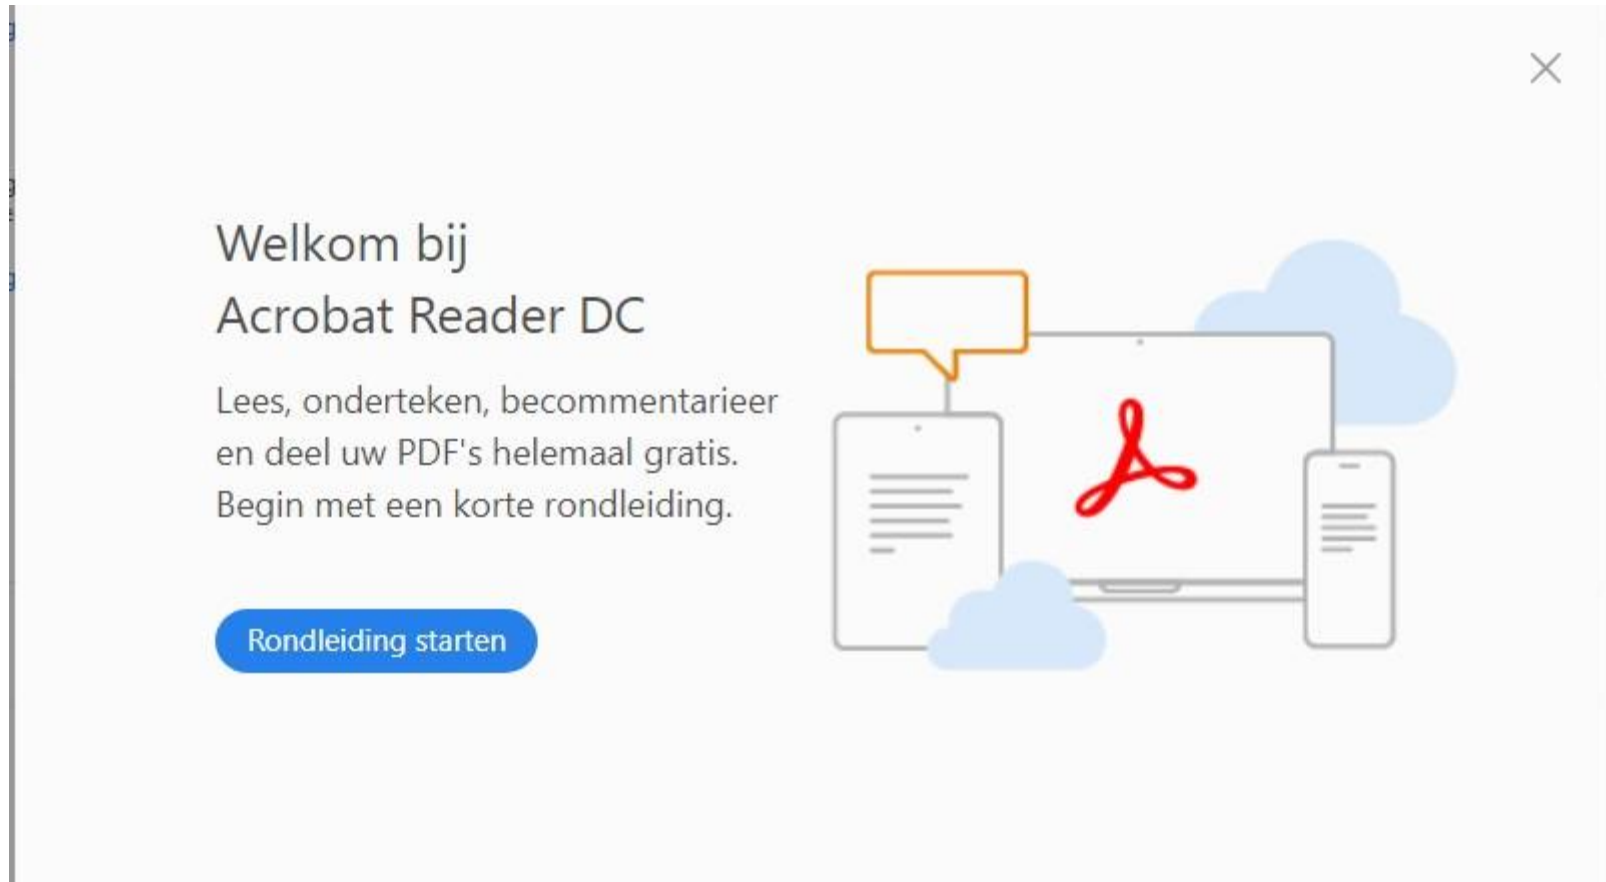 Welkom bij
Acrobat Reader DC
Lees, onderteken, becommentarieer
en deel uw PDF's helemaal gratis.
Begin met een korte rondleiding.
Rondleiding starten